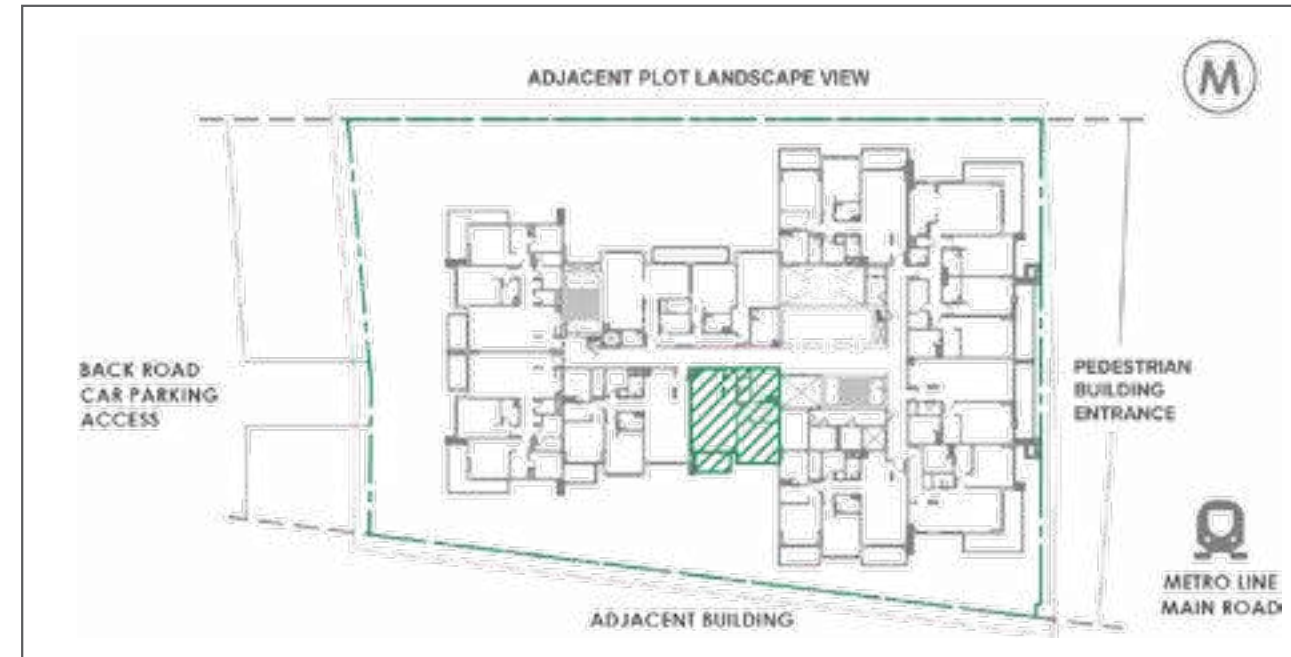 ADJACENT PLOT LANDSCAPE VIEW
M
BACK ROAD
CAR PARKING
ACCESS
PEDESTRIAN
BUILDING
ENTRANCE
METRO LINE
MAIN ROAD
ADJACENT BUILDING